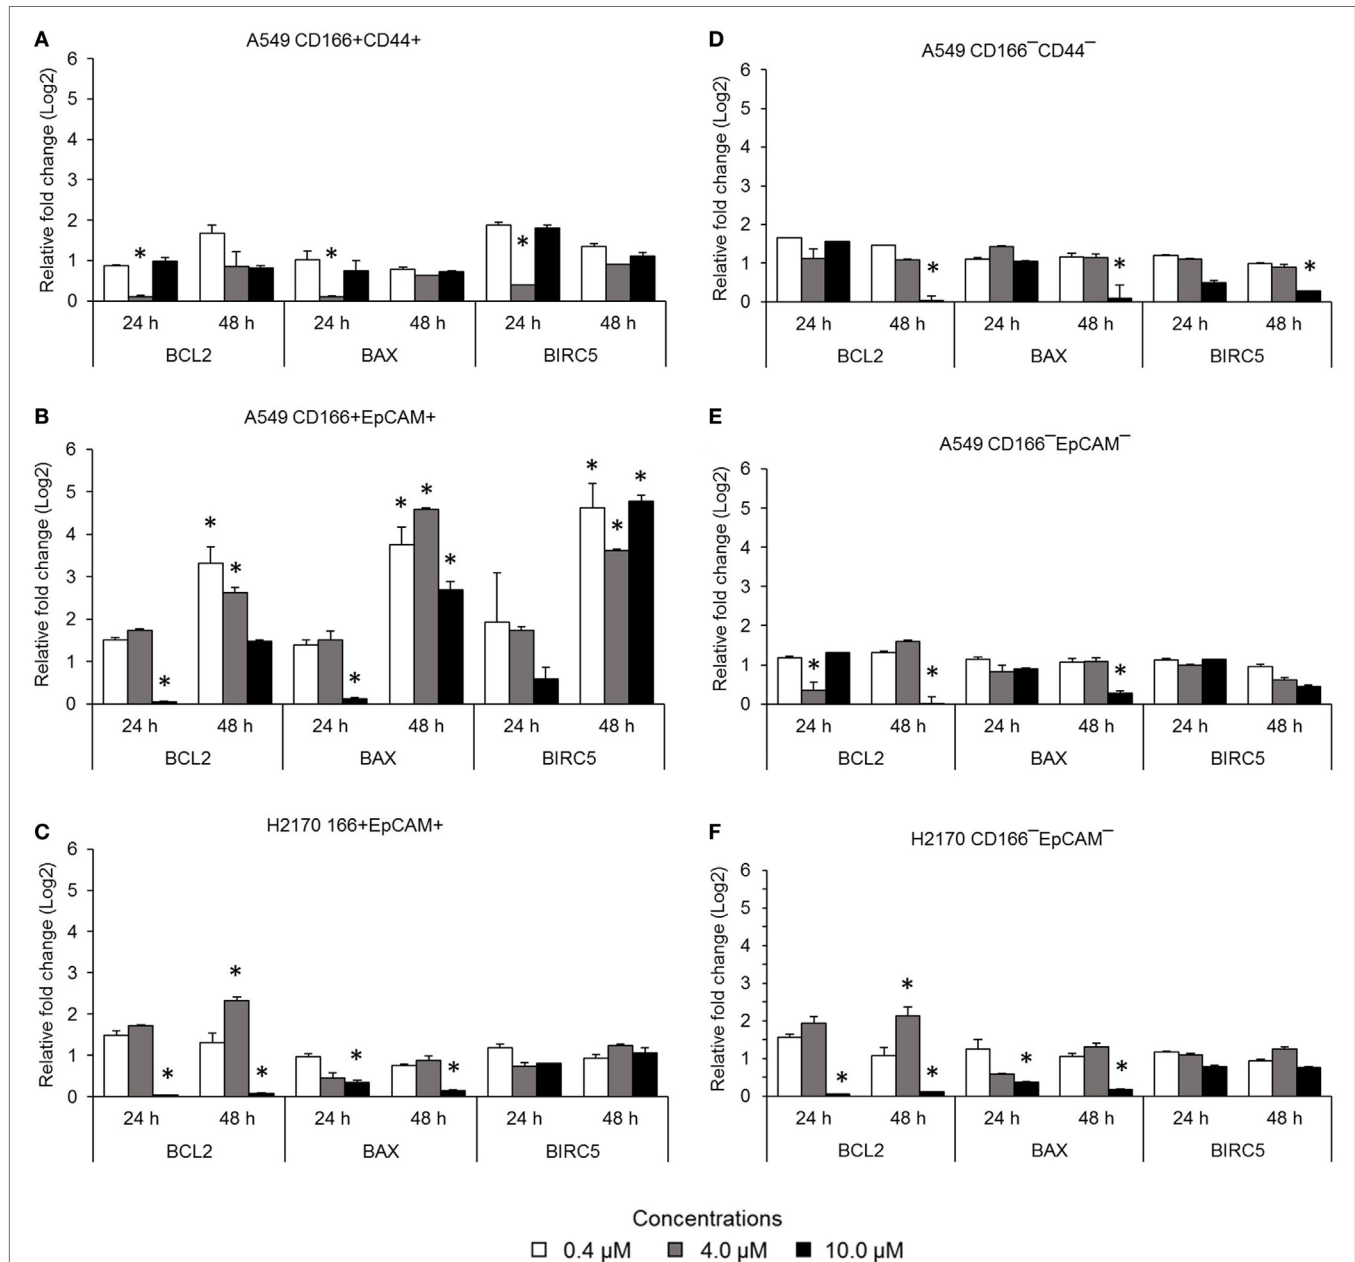 A
A549 CD166+CD44+
Relative fold change (Log2)
6
5
4
3
2
1
0
* * *
24 h 48 h 24 h 48 h 24 h 48 h
BCL2 BAX BIRC5
D
A549 CD166¯CD44¯
Relative fold change (Log2)
6
5
4
3
2
1
0
* * *
24 h 48 h 24 h 48 h 24 h 48 h
BCL2 BAX BIRC5
B
A549 CD166+EpCAM+
Relative fold change (Log2)
6
5
4
3
2
1
0
* * * * * * * * * *
24 h 48 h 24 h 48 h 24 h 48 h
BCL2 BAX BIRC5
E
A549 CD166¯EpCAM¯
Relative fold change (Log2)
6
5
4
3
2
1
0
* * *
24 h 48 h 24 h 48 h 24 h 48 h
BCL2 BAX BIRC5
C
H2170 166+EpCAM+
Relative fold change (Log2)
6
5
4
3
2
1
0
* * * * *
24 h 48 h 24 h 48 h 24 h 48 h
BCL2 BAX BIRC5
F
H2170 CD166¯EpCAM¯
Relative fold change (Log2)
6
5
4
3
2
1
0
* * * * *
24 h 48 h 24 h 48 h 24 h 48 h
BCL2 BAX BIRC5
Concentrations
0.4 µM 4.0 µM 10.0 µM